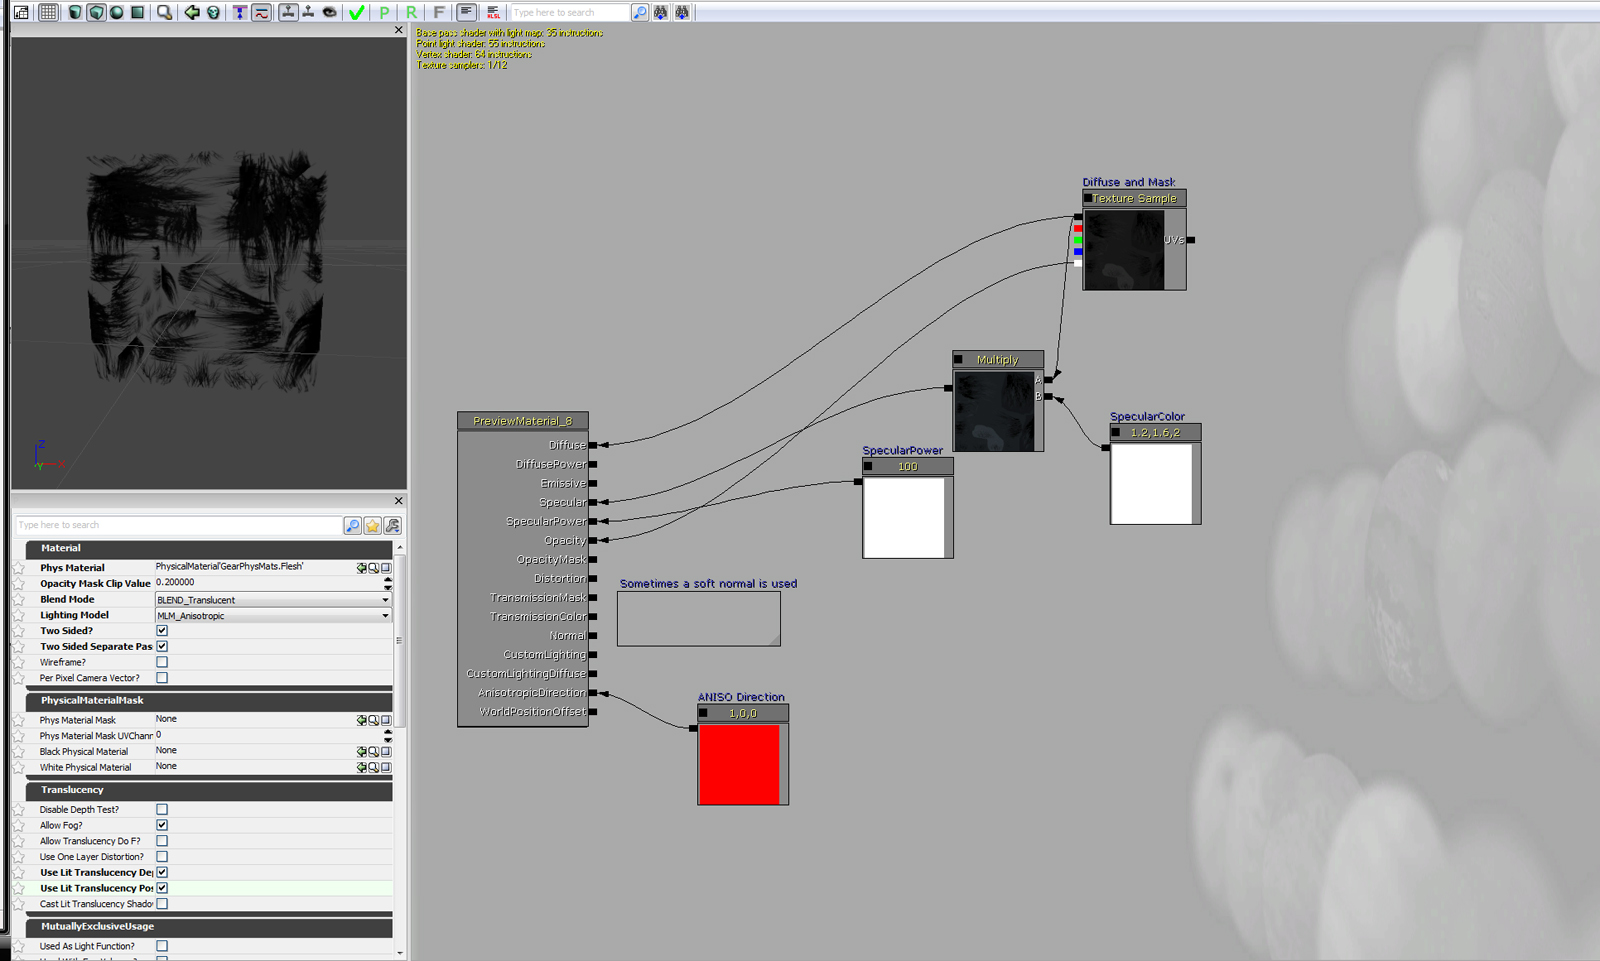 P R F HLSL Type here to search
Base pass shader with light map: 35 instructions
Point light shader: 55 instructions
Vertex shader: 64 instructions
Texture samplers: 1/12
Z
Y
Diffuse and Mask
Texture Sample
UVs
Multiply
A
B
SpecularColor
1.2,1.6,2
SpecularPower
100
PreviewMaterial_8
Diffuse
DiffusePower
Emissive
Specular
SpecularPower
Opacity
OpacityMask
Distortion
TransmissionMask
TransmissionColor
Normal
CustomLighting
CustomLightingDiffuse
AnisotropicDirection
WorldPositionOffset
Sometimes a soft normal is used
ANISO Direction
1,0,0
Type here to search
Material
Phys Material PhysicalMaterial'GearPhysMats.Flesh'
Opacity Mask Clip Value 0.200000
Blend Mode BLEND_Translucent
Lighting Model MLM_Anisotropic
Two Sided?
Two Sided Separate Pas
Wireframe?
Per Pixel Camera Vector?
PhysicalMaterialMask
Phys Material Mask None
Phys Material Mask UVChann 0
Black Physical Material None
White Physical Material None
Translucency
Disable Depth Test?
Allow Fog?
Allow Translucency Do F?
Use One Layer Distortion?
Use Lit Translucency Dep
Use Lit Translucency Pos
Cast Lit Translucency Shado
MutuallyExclusiveUsage
Used As Light Function?